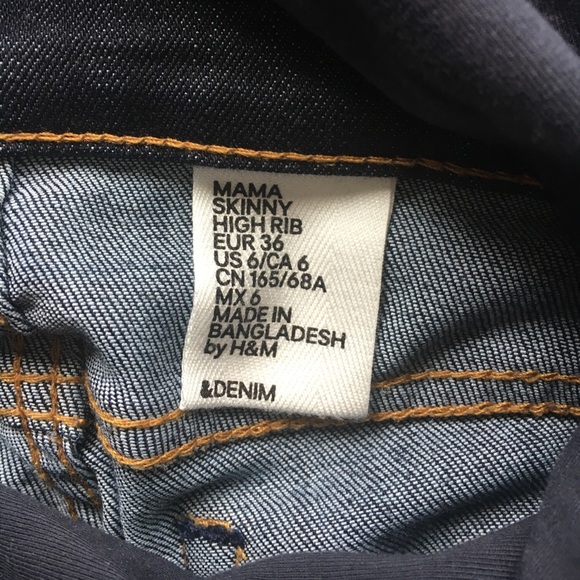 MAMA
SKINNY
HIGH RIB
EUR 36
US 6/CA 6
CN 165/68A
MX 6
MADE IN
BANGLADESH
by H&M
&DENIM